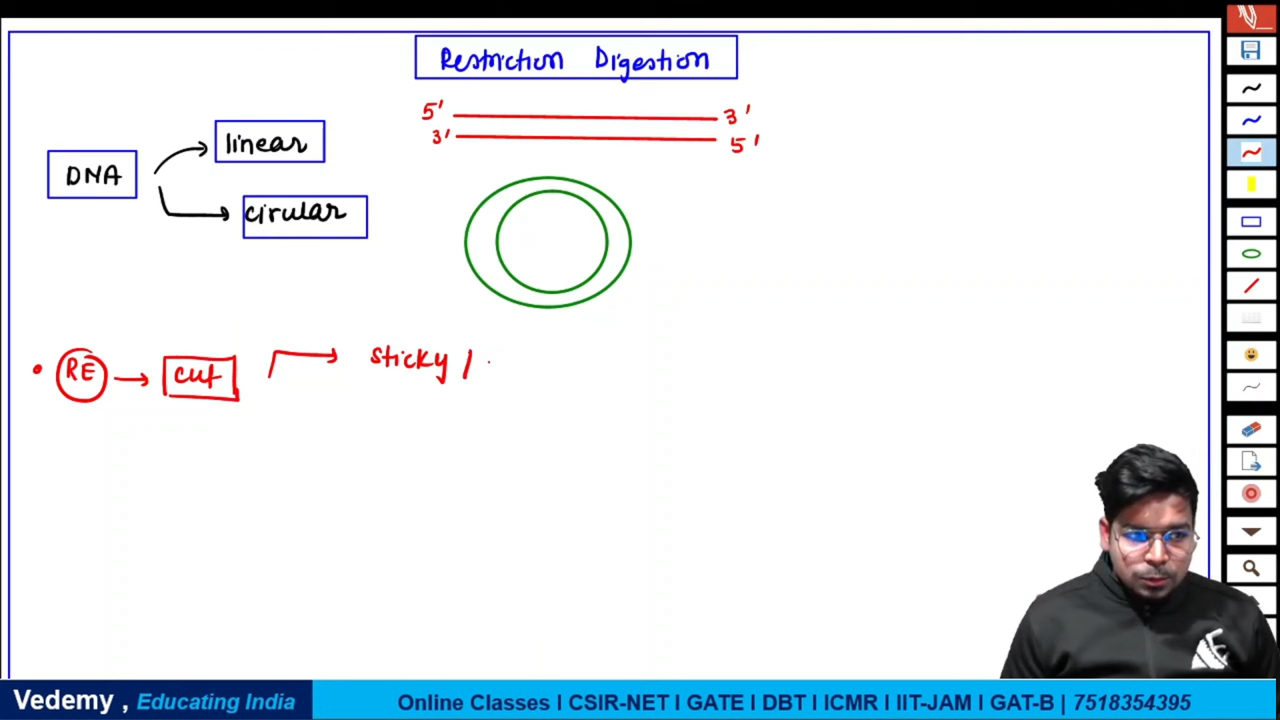 Restriction Digestion
5' 3'
3' 5'
DNA
linear
cirular
• RE → cut → sticky /
Vedemy , Educating India
Online Classes I CSIR-NET I GATE I DBT I ICMR I IIT-JAM I GAT-B | 7518354395